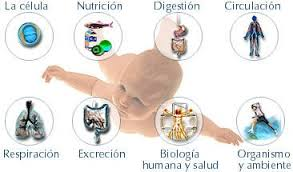 La célula
Nutrición
Digestión
Circulación
Respiración
Excreción
Biología
humana y salud
Organismo
y ambiente